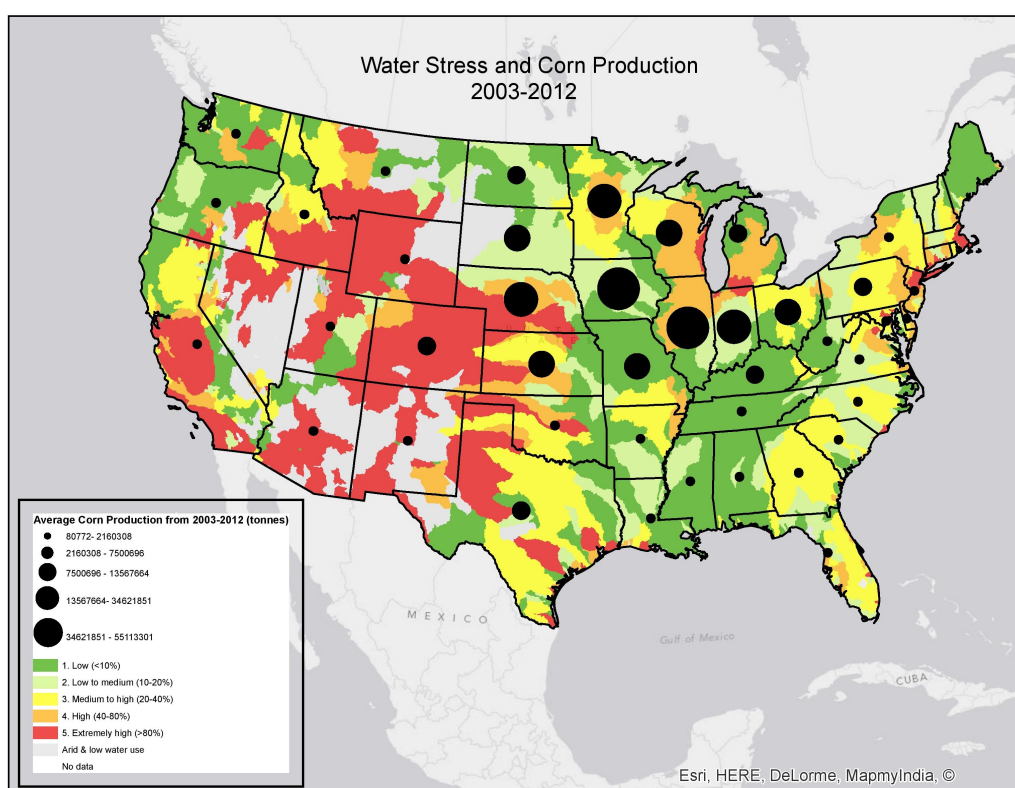 Water Stress and Corn Production
2003-2012
UNITED
STATES
MEXICO
Gulf of Mexico
CUBA
Average Corn Production from 2003-2012 (tonnes)
80772- 2160308
2160308 - 7500696
7500696 - 13567664
13567664- 34621851
34621851 - 55113301
1. Low (<10%)
2. Low to medium (10-20%)
3. Medium to high (20-40%)
4. High (40-80%)
5. Extremely high (>80%)
Arid & low water use
No data
Esri, HERE, DeLorme, MapmyIndia, ©